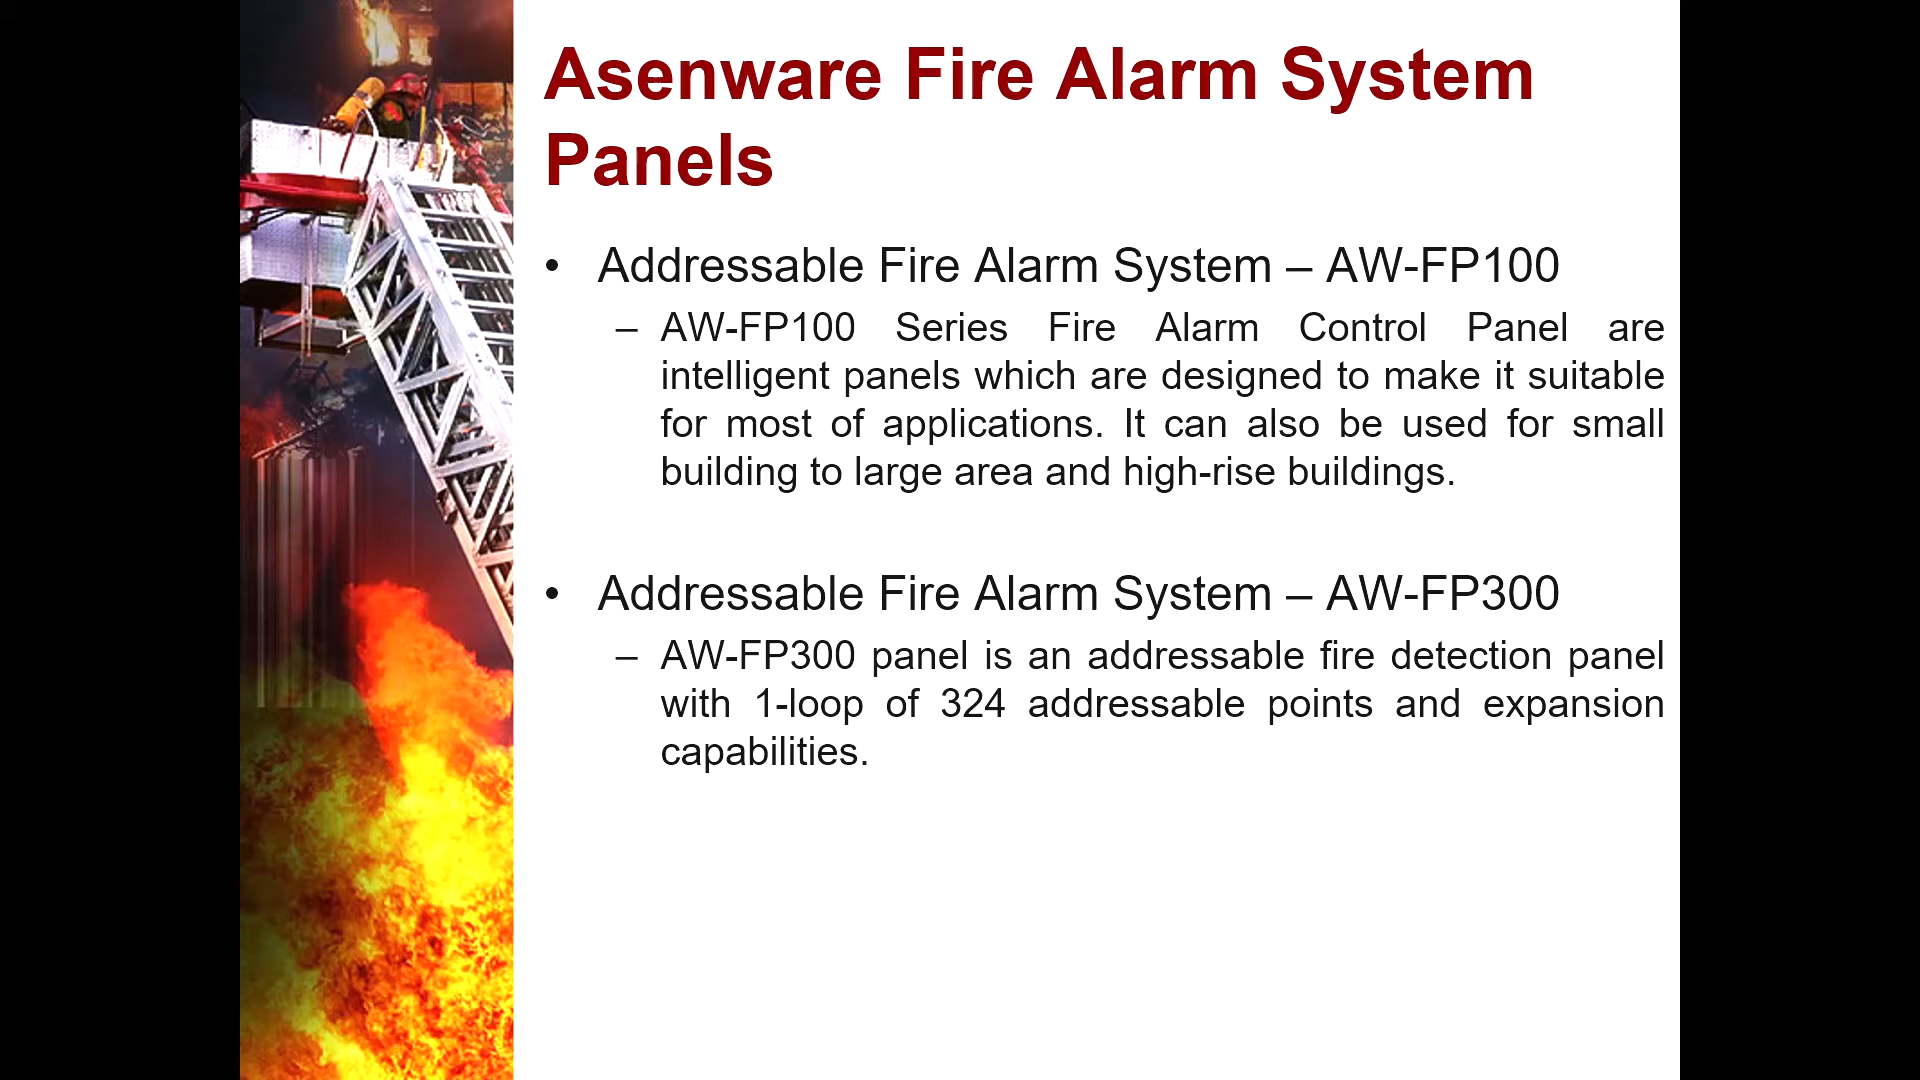 Asenware Fire Alarm System
Panels
• Addressable Fire Alarm System – AW-FP100
– AW-FP100 Series Fire Alarm Control Panel are
intelligent panels which are designed to make it suitable
for most of applications. It can also be used for small
building to large area and high-rise buildings.
• Addressable Fire Alarm System – AW-FP300
– AW-FP300 panel is an addressable fire detection panel
with 1-loop of 324 addressable points and expansion
capabilities.